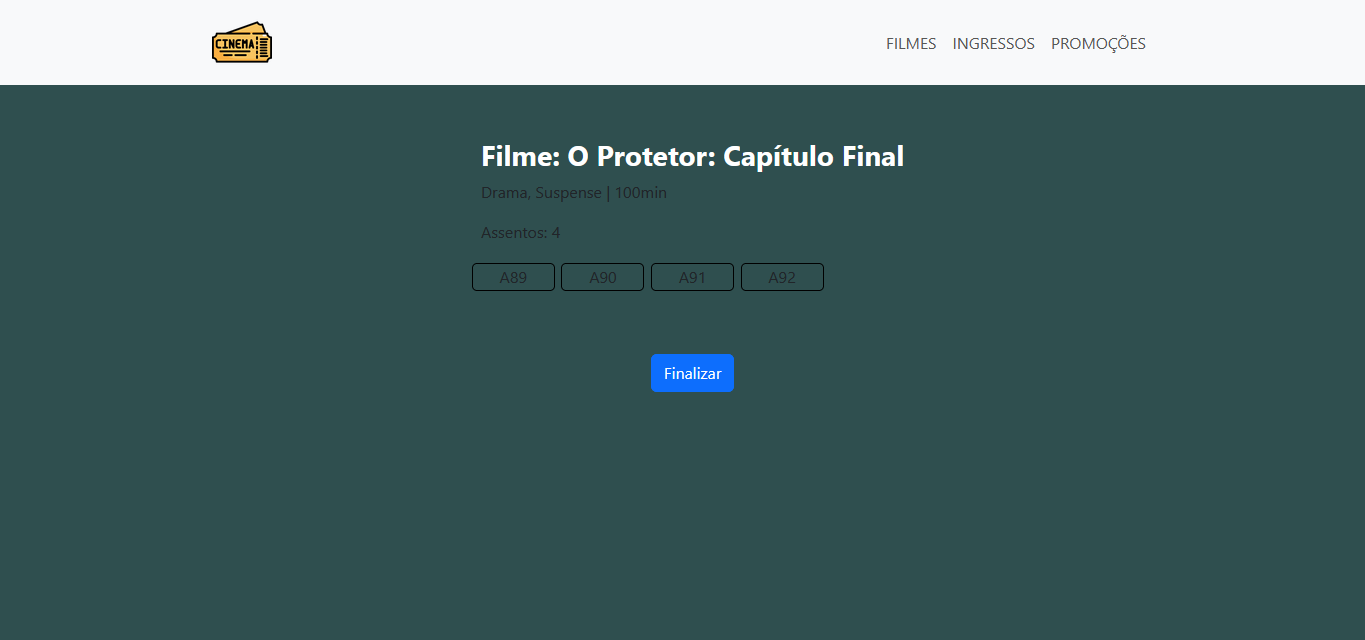 CINEMA
FILMES INGRESSOS PROMOÇÕES
Filme: O Protetor: Capítulo Final
Drama, Suspense | 100min
Assentos: 4
A89 A90 A91 A92
Finalizar